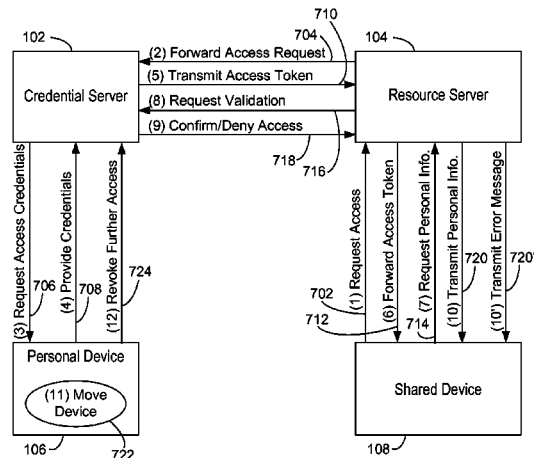 102
710
104
(2) Forward Access Request
704
(5) Transmit Access Token
Credential Server
Resource Server
(8) Request Validation
(9) Confirm/Deny Access
718
716
(3) Request Access Credentials
706
(4) Provide Credentials
708
(12) Revoke Further Access
724
(1) Request Access
702
(6) Forward Access Token
712
(7) Request Personal Info.
714
(10) Transmit Personal Info.
720
(10') Transmit Error Message
720'
Personal Device
(11) Move
Device
Shared Device
106
722
108